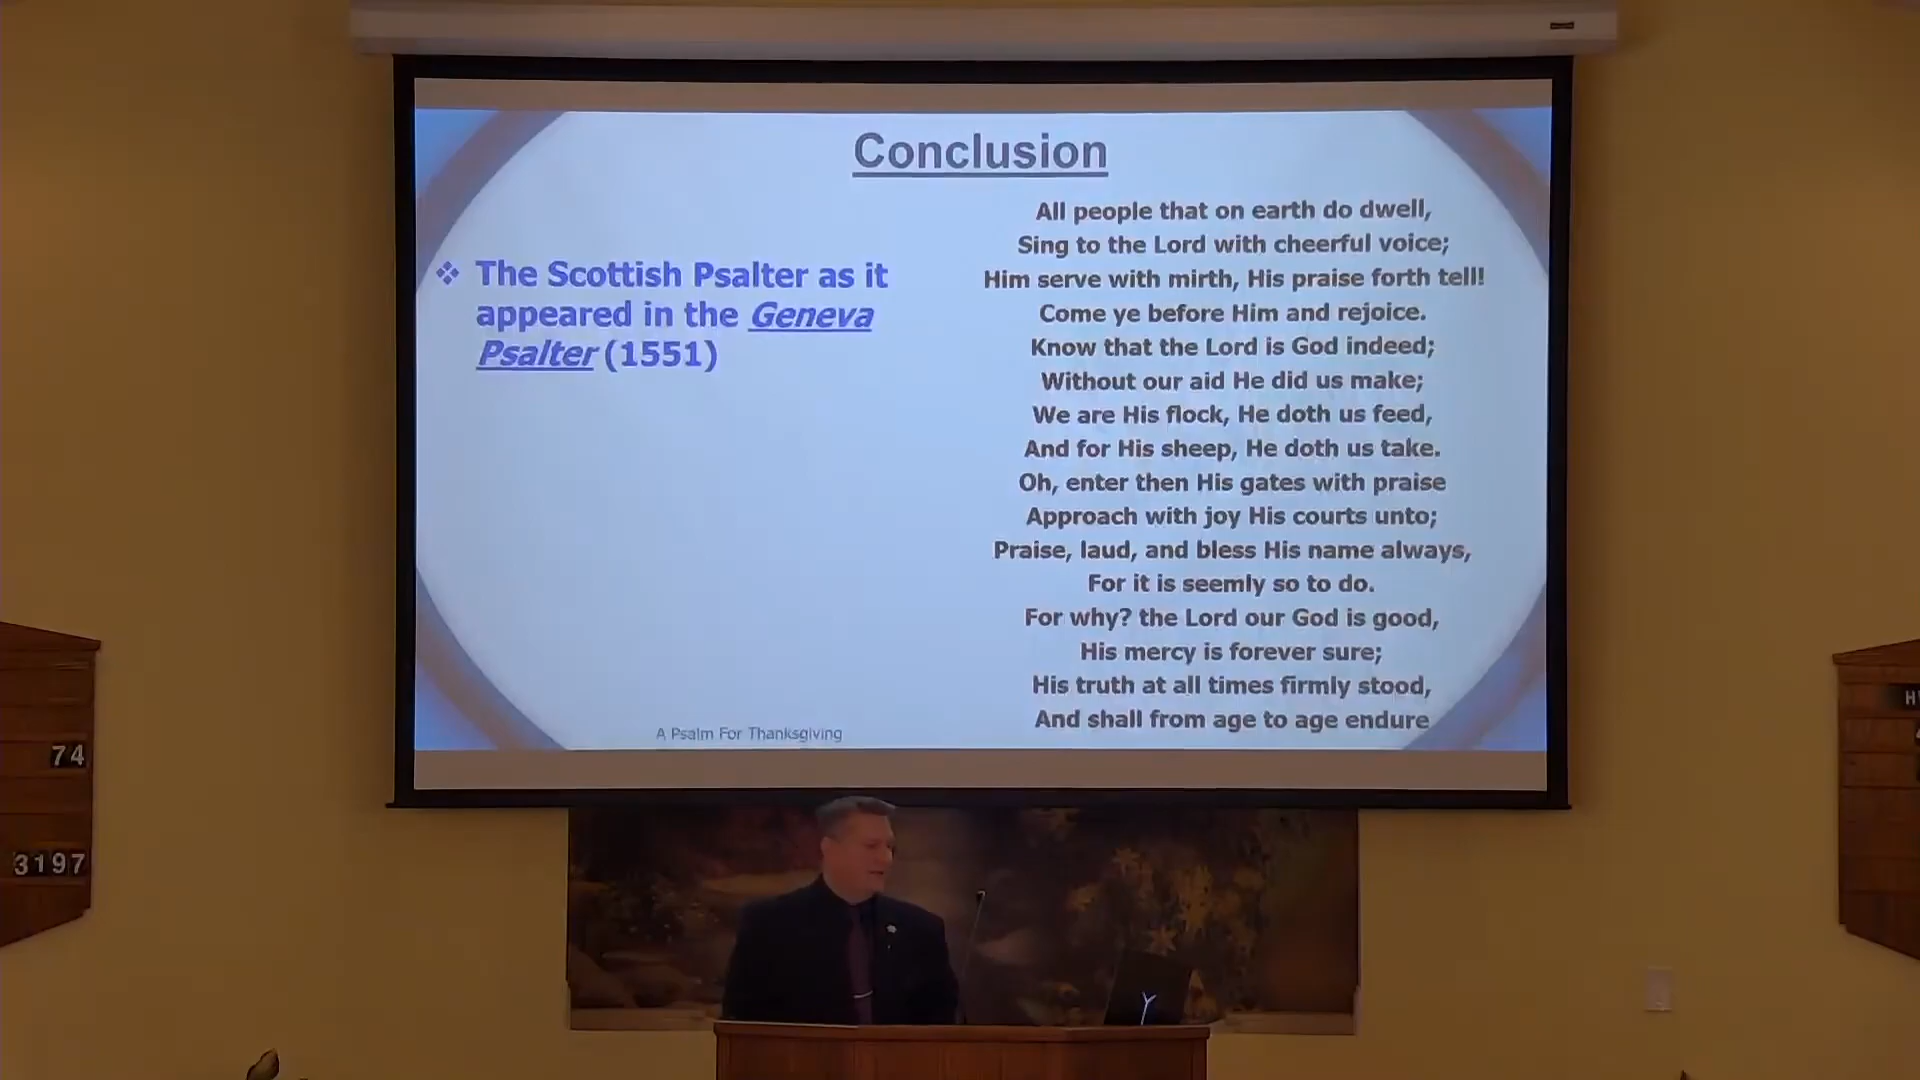 Conclusion
❖ The Scottish Psalter as it
appeared in the Geneva
Psalter (1551)
All people that on earth do dwell,
Sing to the Lord with cheerful voice;
Him serve with mirth, His praise forth tell!
Come ye before Him and rejoice.
Know that the Lord is God indeed;
Without our aid He did us make;
We are His flock, He doth us feed,
And for His sheep, He doth us take.
Oh, enter then His gates with praise
Approach with joy His courts unto;
Praise, laud, and bless His name always,
For it is seemly so to do.
For why? the Lord our God is good,
His mercy is forever sure;
His truth at all times firmly stood,
And shall from age to age endure
A Psalm For Thanksgiving
74
3197